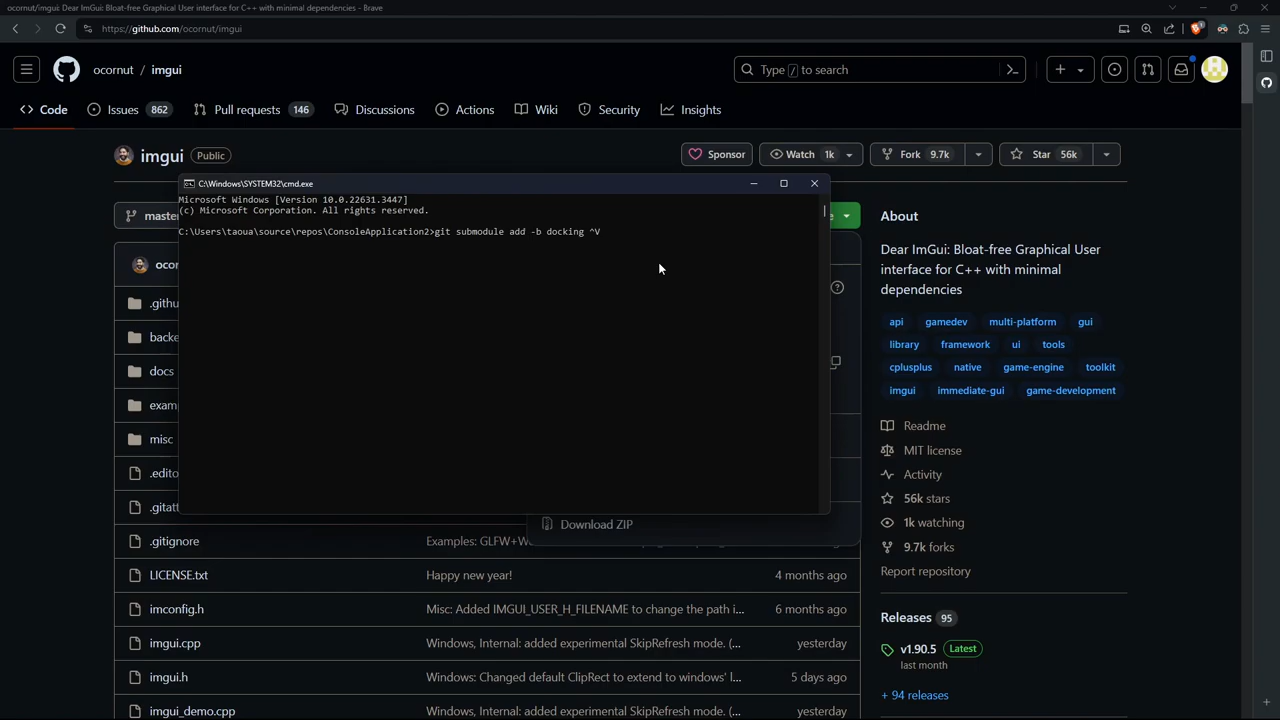 ocornut/imgui: Dear ImGui: Bloat-free Graphical User interface for C++ with minimal dependencies - Brave
https://github.com/ocornut/imgui
ocornut / imgui
Type / to search
Code
Issues 862
Pull requests 146
Discussions
Actions
Wiki
Security
Insights
imgui Public
Sponsor
Watch 1k
Fork 9.7k
Star 56k
C:\Windows\SYSTEM32\cmd.exe
Microsoft Windows [Version 10.0.22631.3447]
(c) Microsoft Corporation. All rights reserved.
C:\Users\taoua\source\repos\ConsoleApplication2>git submodule add -b docking ^V
Download ZIP
.gitignore Examples: GLFW+W
LICENSE.txt Happy new year! 4 months ago
imconfig.h Misc: Added IMGUI_USER_H_FILENAME to change the path i... 6 months ago
imgui.cpp Windows, Internal: added experimental SkipRefresh mode. (... yesterday
imgui.h Windows: Changed default ClipRect to extend to windows' l... 5 days ago
imgui_demo.cpp Windows, Internal: added experimental SkipRefresh mode. (... yesterday
maste
ocor
.githu
backe
docs
exam
misc
.edito
.gitatt
About
Dear ImGui: Bloat-free Graphical User
interface for C++ with minimal
dependencies
api gamedev multi-platform gui
library framework ui tools
cplusplus native game-engine toolkit
imgui immediate-gui game-development
Readme
MIT license
Activity
56k stars
1k watching
9.7k forks
Report repository
Releases 95
v1.90.5 Latest
last month
+ 94 releases